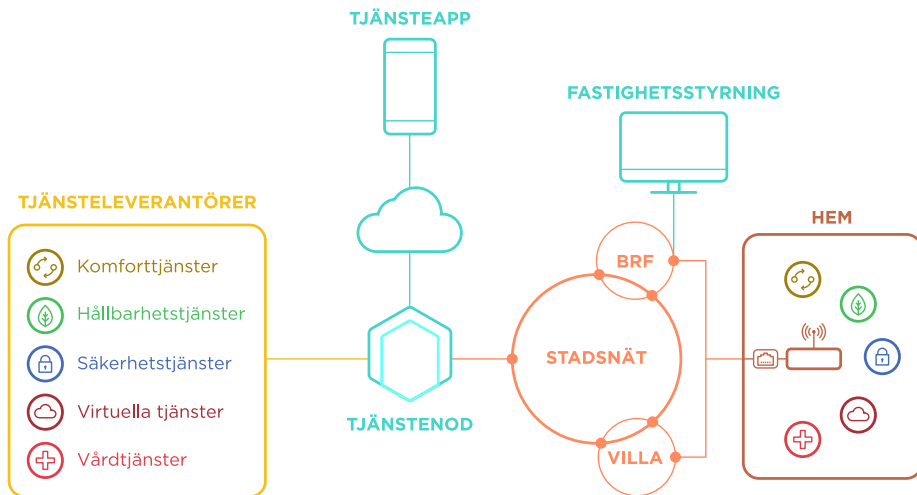 TJÄNSTEAPP
FASTIGHETSSTYRNING
TJÄNSTELEVERANTÖRER
Komforttjänster
Hållbarhetstjänster
Säkerhetstjänster
Virtuella tjänster
Vårdtjänster
TJÄNSTENOD
BRF
STADSNÄT
VILLA
HEM